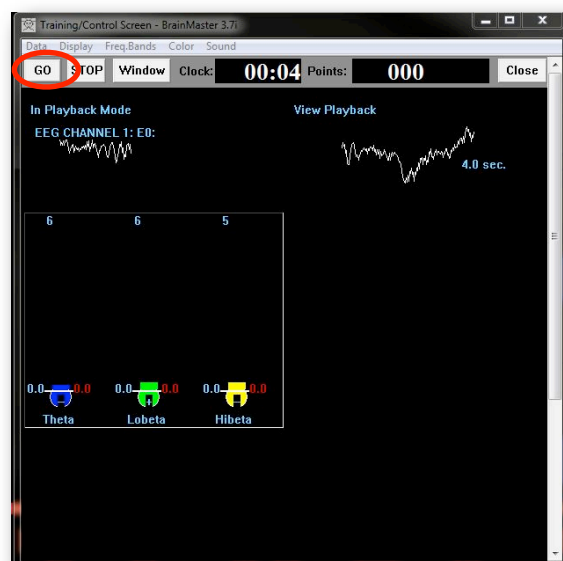 Training/Control Screen - BrainMaster 3.7i
Data Display Freq.Bands Color Sound
GO STOP Window Clock: 00:04 Points: 000 Close
In Playback Mode View Playback
EEG CHANNEL 1: E0:
4.0 sec.
6 6 5
0.0 0.0 0.0 0.0 0.0 0.0
Theta Lobeta Hibeta